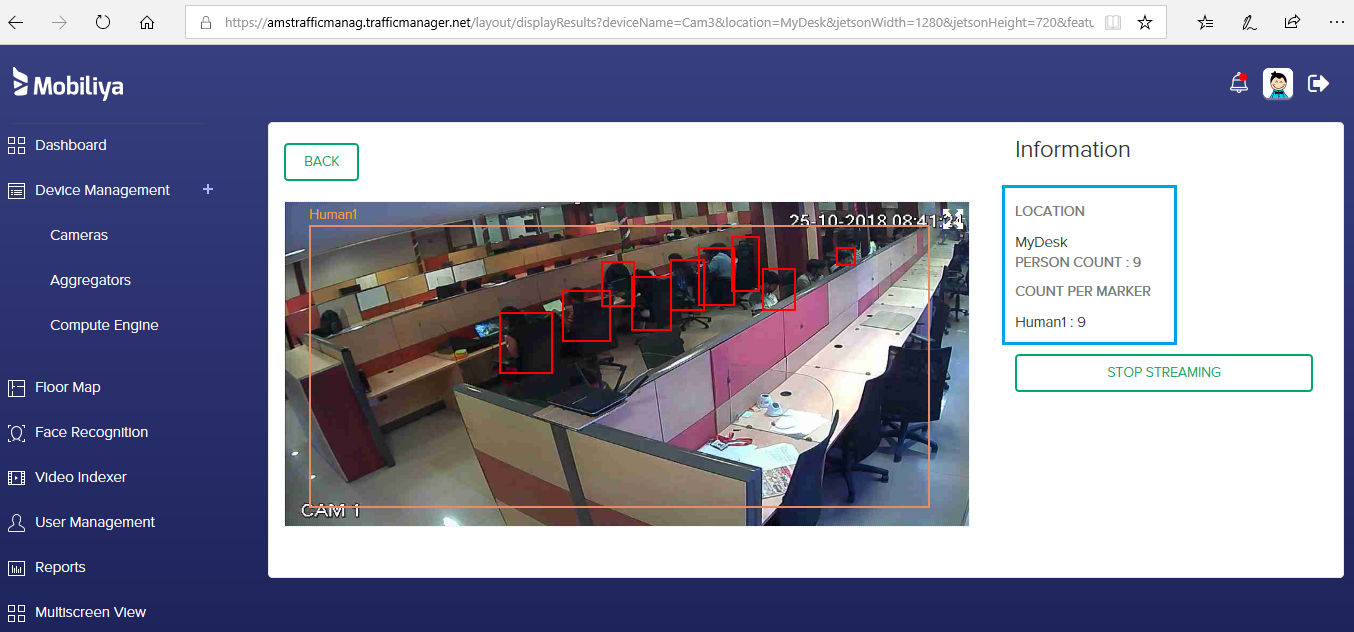 https://amstrafficmanag.trafficmanager.net/layout/displayResults?deviceName=Cam3&location=MyDesk&jetsonWidth=1280&jetsonHeight=720&featu
Mobiliya
Dashboard
Device Management +
Cameras
Aggregators
Compute Engine
Floor Map
Face Recognition
Video Indexer
User Management
Reports
Multiscreen View
BACK
Human1
25-10-2018 08:41:21
CAM 1
Information
LOCATION
MyDesk
PERSON COUNT : 9
COUNT PER MARKER
Human1 : 9
STOP STREAMING